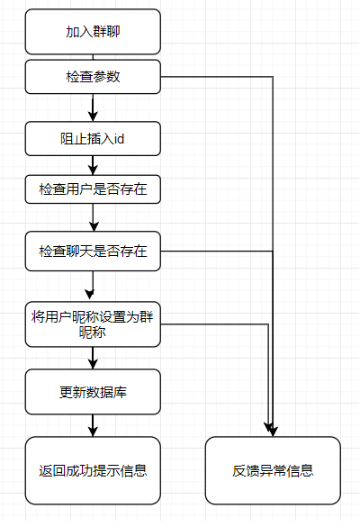 加入群聊
检查参数
阻止插入id
检查用户是否存在
检查聊天是否存在
将用户昵称设置为群
昵称
更新数据库
返回成功提示信息
反馈异常信息